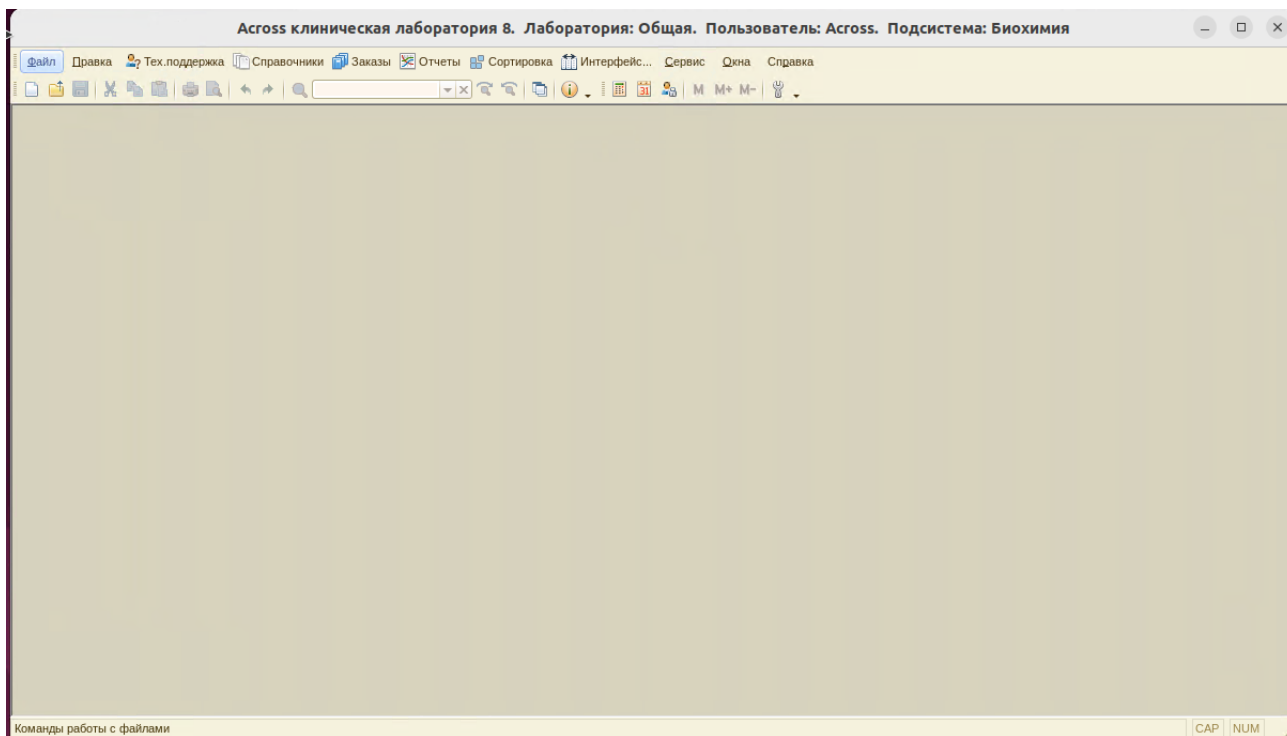 Across клиническая лаборатория 8. Лаборатория: Общая. Пользователь: Across. Подсистема: Биохимия
Файл Правка Тех.поддержка Справочники Заказы Отчеты Сортировка Интерфейс... Сервис Окна Справка
31 M M+ M-
Команды работы с файлами CAP NUM